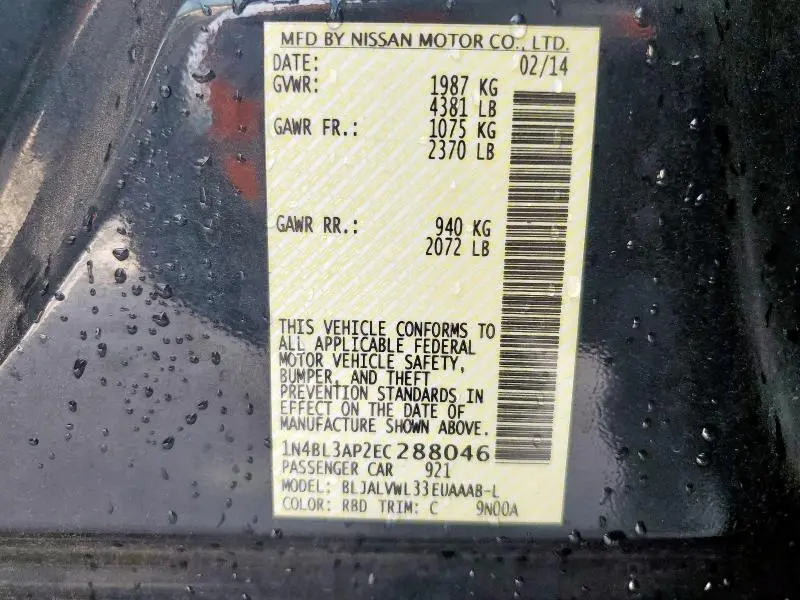 MFD BY NISSAN MOTOR CO., LTD.
DATE: 02/14
GVWR: 1987 KG
4381 LB
GAWR FR.: 1075 KG
2370 LB
GAWR RR.: 940 KG
2072 LB
THIS VEHICLE CONFORMS TO
ALL APPLICABLE FEDERAL
MOTOR VEHICLE SAFETY,
BUMPER, AND THEFT
PREVENTION STANDARDS IN
EFFECT ON THE DATE OF
MANUFACTURE SHOWN ABOVE.
1N4BL3AP2EC288046
PASSENGER CAR 921
MODEL: BLJALVWL33EUAAAB-L
COLOR: RBD TRIM: C 9N00A